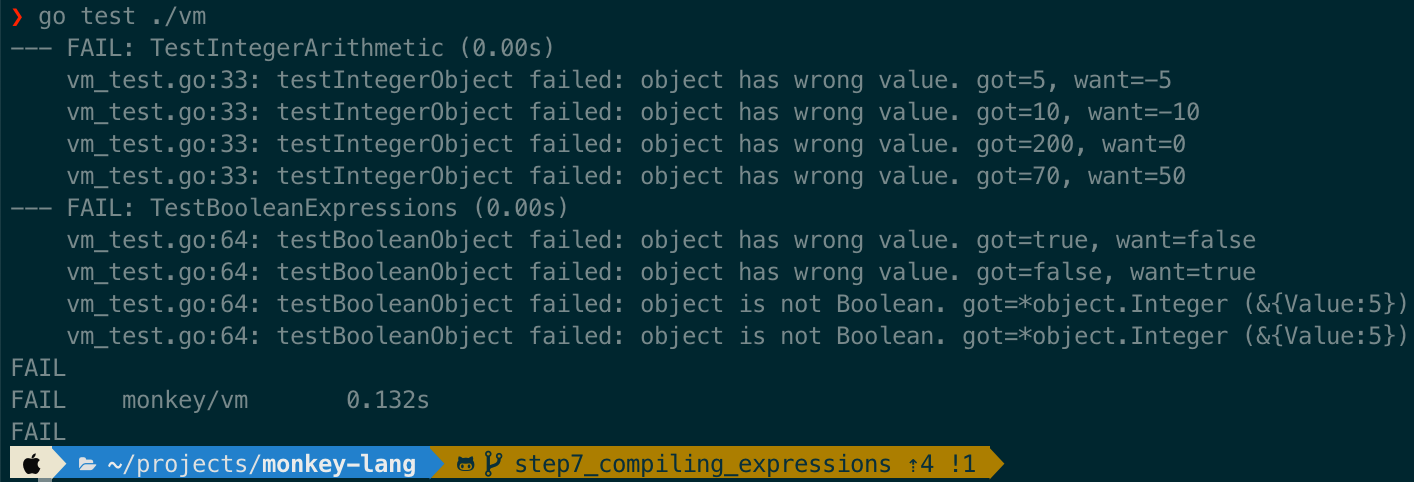 ❯ go test ./vm
--- FAIL: TestIntegerArithmetic (0.00s)
    vm_test.go:33: testIntegerObject failed: object has wrong value. got=5, want=-5
    vm_test.go:33: testIntegerObject failed: object has wrong value. got=10, want=-10
    vm_test.go:33: testIntegerObject failed: object has wrong value. got=200, want=0
    vm_test.go:33: testIntegerObject failed: object has wrong value. got=70, want=50
--- FAIL: TestBooleanExpressions (0.00s)
    vm_test.go:64: testBooleanObject failed: object has wrong value. got=true, want=false
    vm_test.go:64: testBooleanObject failed: object has wrong value. got=false, want=true
    vm_test.go:64: testBooleanObject failed: object is not Boolean. got=*object.Integer (&{Value:5})
    vm_test.go:64: testBooleanObject failed: object is not Boolean. got=*object.Integer (&{Value:5})
FAIL
FAIL    monkey/vm       0.132s
FAIL
~/projects/monkey-lang step7_compiling_expressions ⇡4 !1